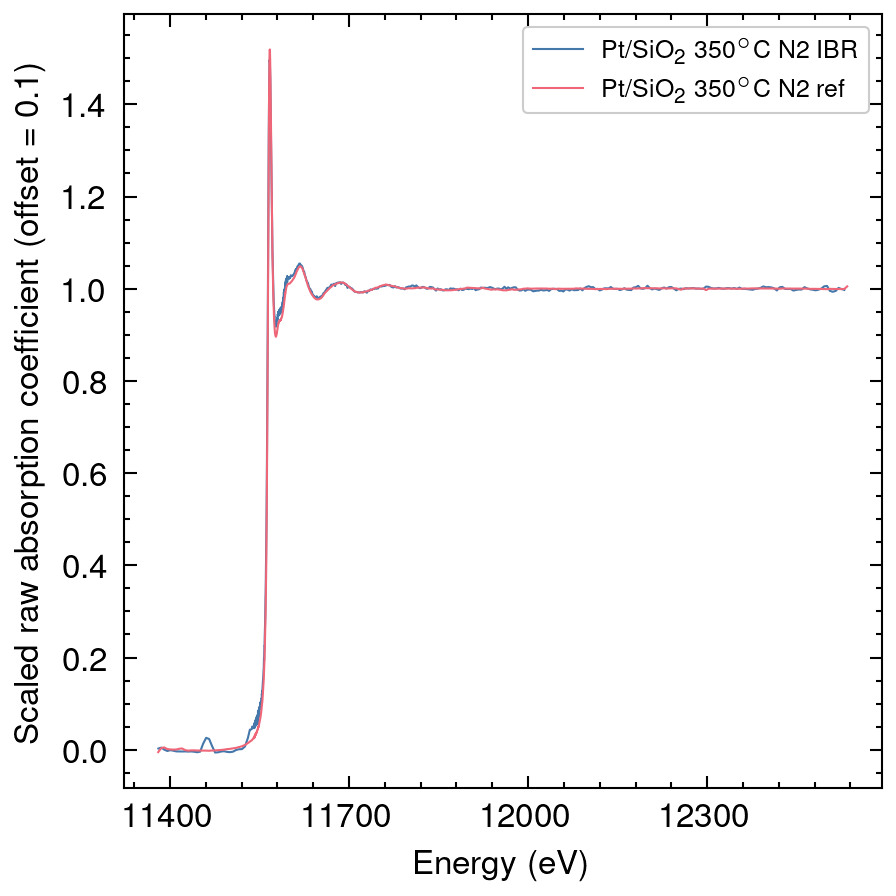 Pt/SiO2 350°C N2 IBR
Pt/SiO2 350°C N2 ref
Scaled raw absorption coefficient (offset = 0.1)
1.4
1.2
1.0
0.8
0.6
0.4
0.2
0.0
11400 11700 12000 12300
Energy (eV)